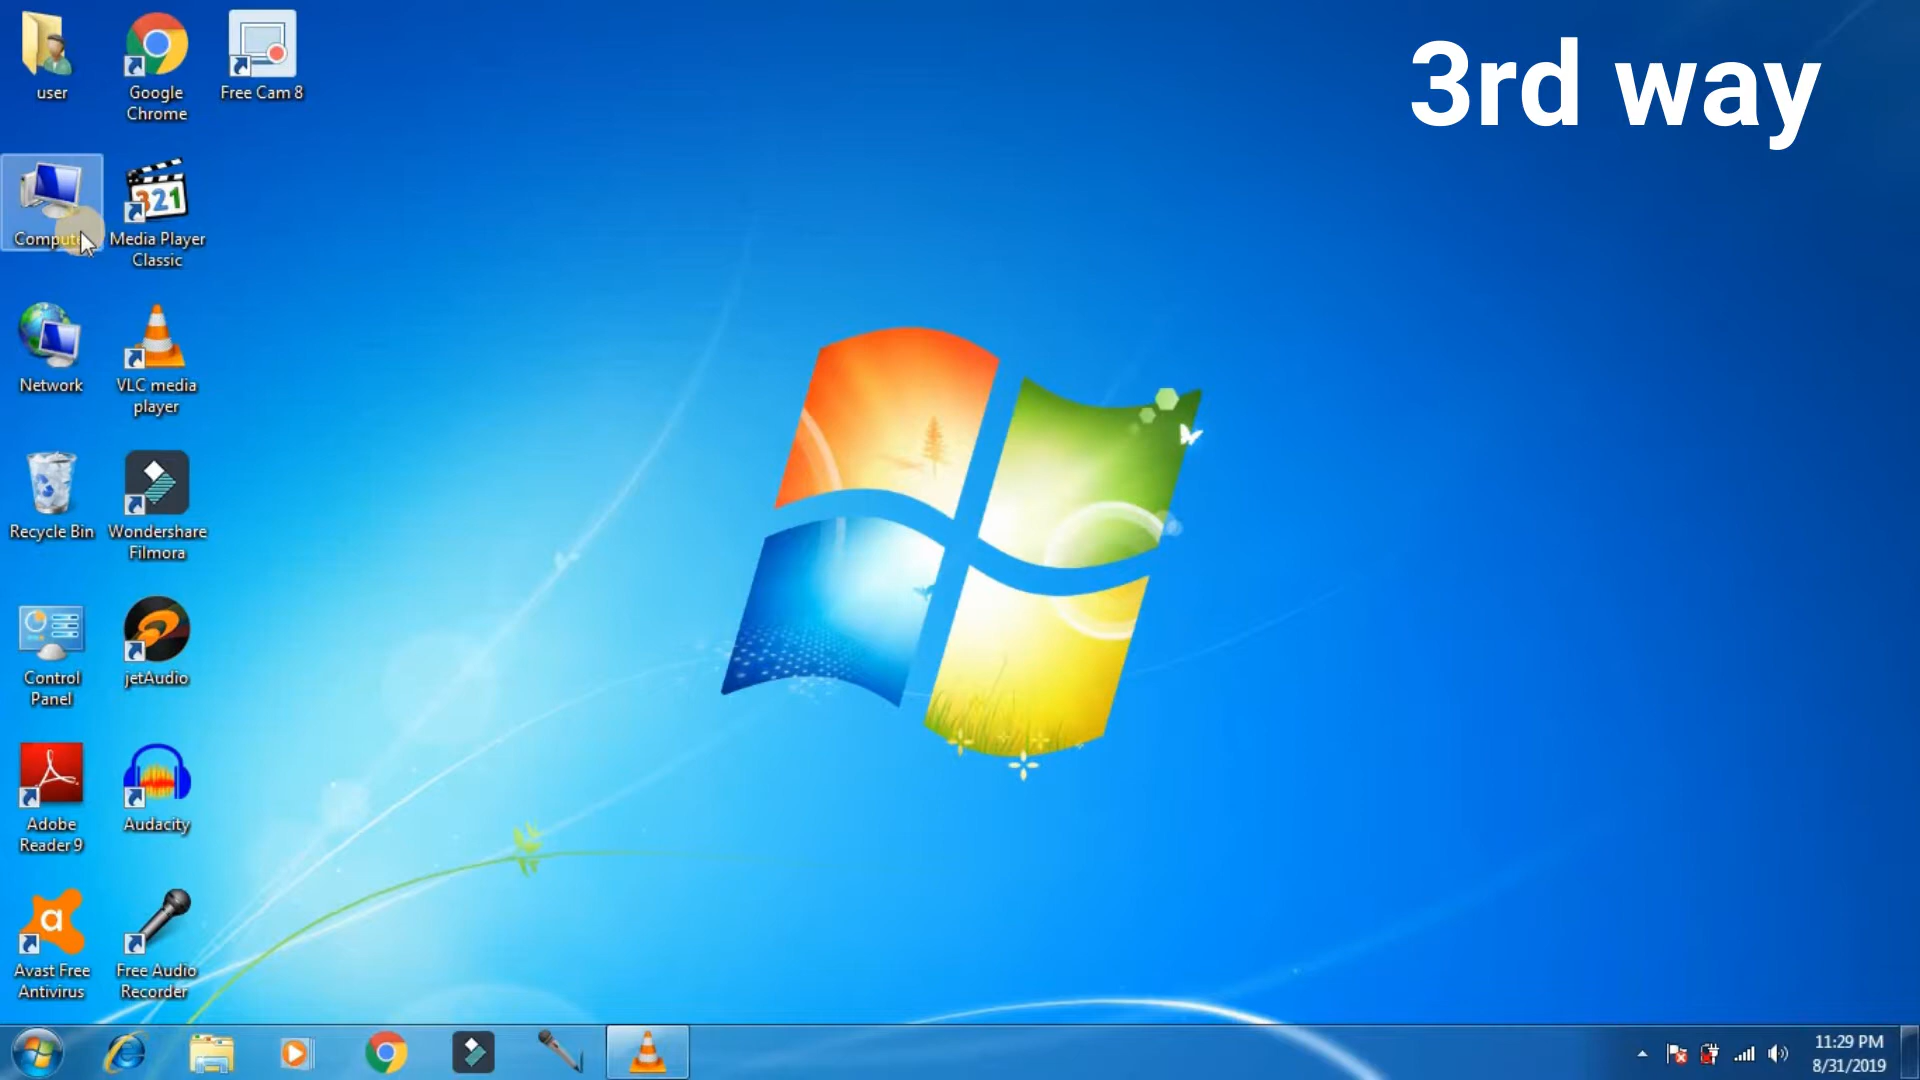 3rd way
user
Google
Chrome
Free Cam 8
Computer
Media Player
Classic
321
Network
VLC media
player
Recycle Bin
Wondershare
Filmora
Control
Panel
jetAudio
Adobe
Reader 9
Audacity
Avast Free
Antivirus
Free Audio
Recorder
11:29 PM
8/31/2019